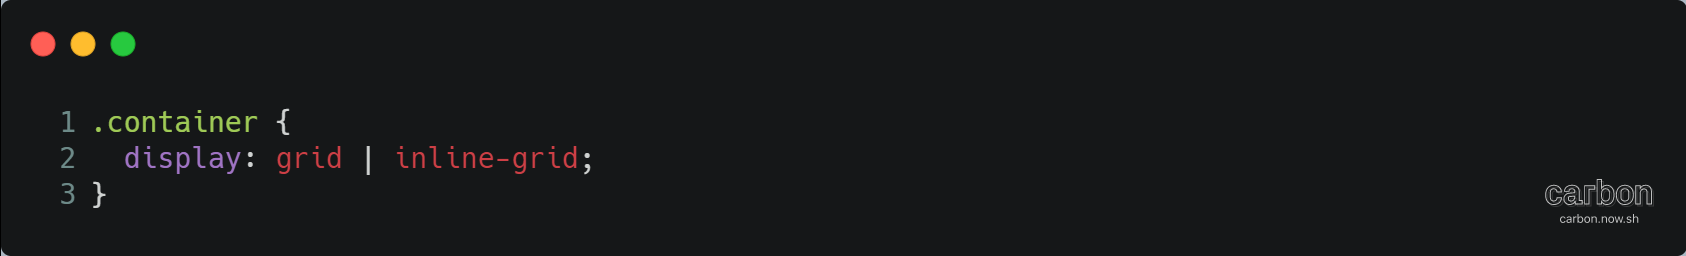 1 .container {
2   display: grid | inline-grid;
3 }
carbon
carbon.now.sh